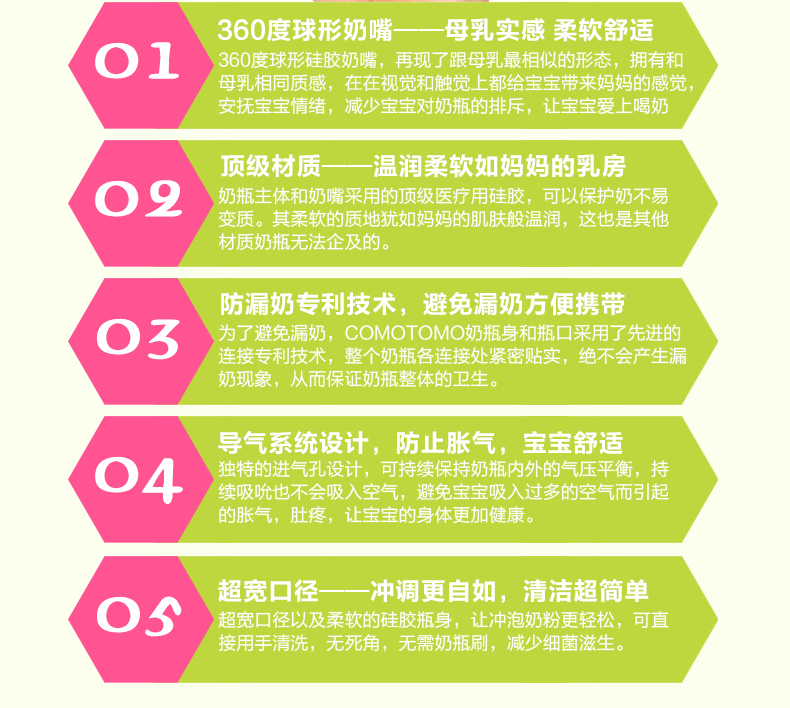 01
360度球形奶嘴——母乳实感 柔软舒适
360度球形硅胶奶嘴，再现了跟母乳最相似的形态，拥有和
母乳相同质感，在在视觉和触觉上都给宝宝带来妈妈的感觉，
安抚宝宝情绪，减少宝宝对奶瓶的排斥，让宝宝爱上喝奶
02
顶级材质——温润柔软如妈妈的乳房
奶瓶主体和奶嘴采用的顶级医疗用硅胶，可以保护奶不易
变质。其柔软的质地犹如妈妈的肌肤般温润，这也是其他
材质奶瓶无法企及的。
03
防漏奶专利技术，避免漏奶方便携带
为了避免漏奶，COMOTOMO奶瓶身和瓶口采用了先进的
连接专利技术，整个奶瓶各连接处紧密贴实，绝不会产生漏
奶现象，从而保证奶瓶整体的卫生。
04
导气系统设计，防止胀气，宝宝舒适
独特的进气孔设计，可持续保持奶瓶内外的气压平衡，持
续吸吮也不会吸入空气，避免宝宝吸入过多的空气而引起
的胀气，肚疼，让宝宝的身体更加健康。
05
超宽口径——冲调更自如，清洁超简单
超宽口径以及柔软的硅胶瓶身，让冲泡奶粉更轻松，可直
接用手清洗，无死角，无需奶瓶刷，减少细菌滋生。